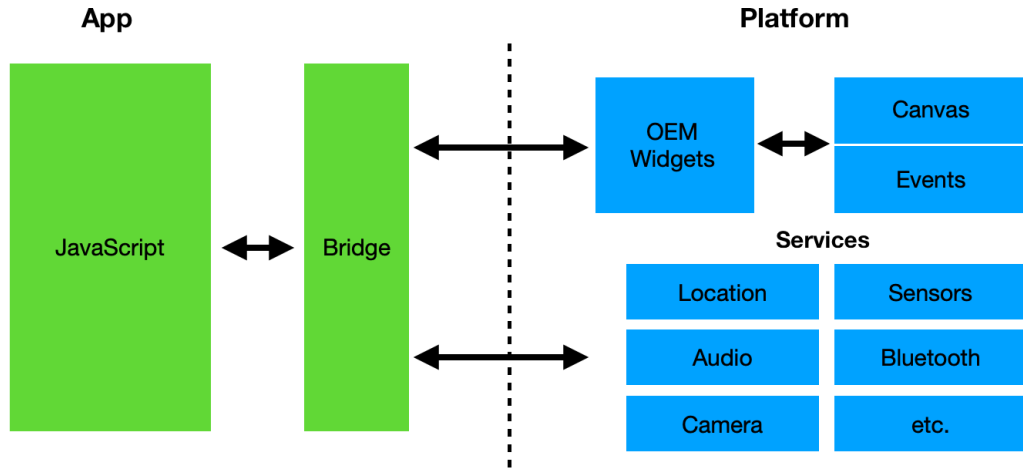 App
Platform
JavaScript
Bridge
OEM
Widgets
Canvas
Events
Services
Location
Sensors
Audio
Bluetooth
Camera
etc.